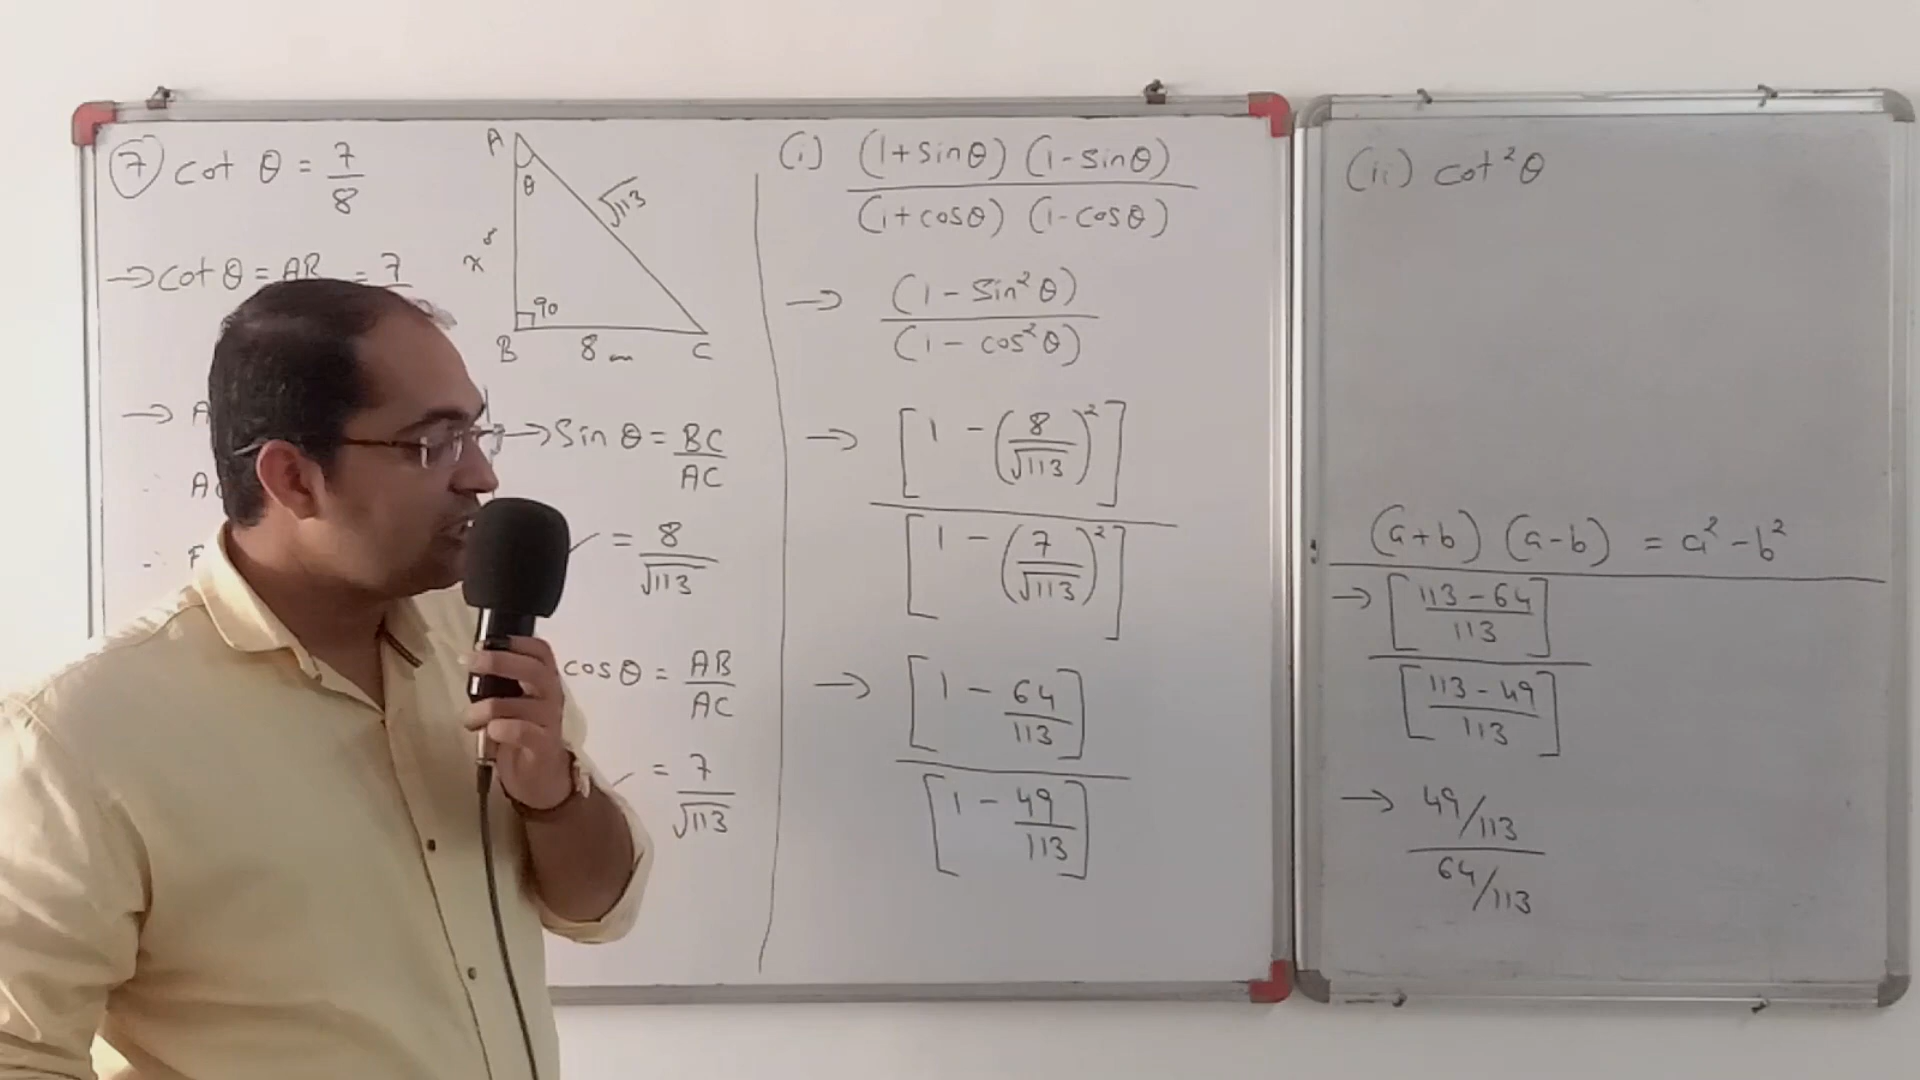 ⑦ cot θ = 7/8
→ cot θ = AB = 7
→ A
A
A
θ
√113
x
90
B
8 cm
C
→ Sin θ = BC/AC
= 8/√113
cos θ = AB/AC
= 7/√113
(i) (1+sinθ) (1-sinθ) / (1+cosθ) (1-cosθ)
→ (1 - Sin²θ) / (1 - cos²θ)
→ [1 - (8/√113)²] / [1 - (7/√113)²]
→ [1 - 64/113] / [1 - 49/113]
(ii) cot²θ
(a+b) (a-b) = a² - b²
→ [113-64 / 113] / [113-49 / 113]
→ 49/113 / 64/113